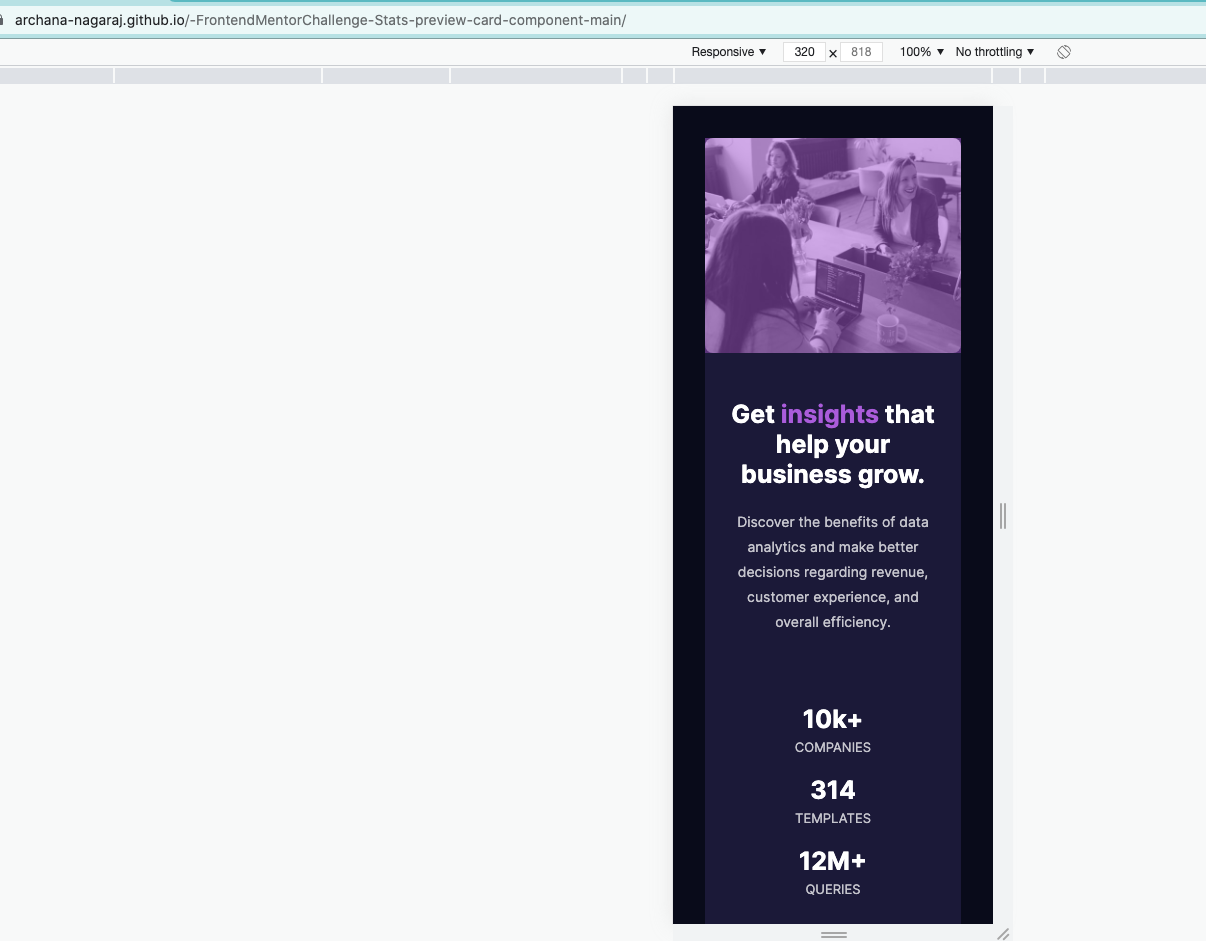 archana-nagaraj.github.io/-FrontendMentorChallenge-Stats-preview-card-component-main/
Responsive ▼ 320 × 818 100% ▼ No throttling ▼
Get insights that
help your
business grow.
Discover the benefits of data
analytics and make better
decisions regarding revenue,
customer experience, and
overall efficiency.
10k+
COMPANIES
314
TEMPLATES
12M+
QUERIES